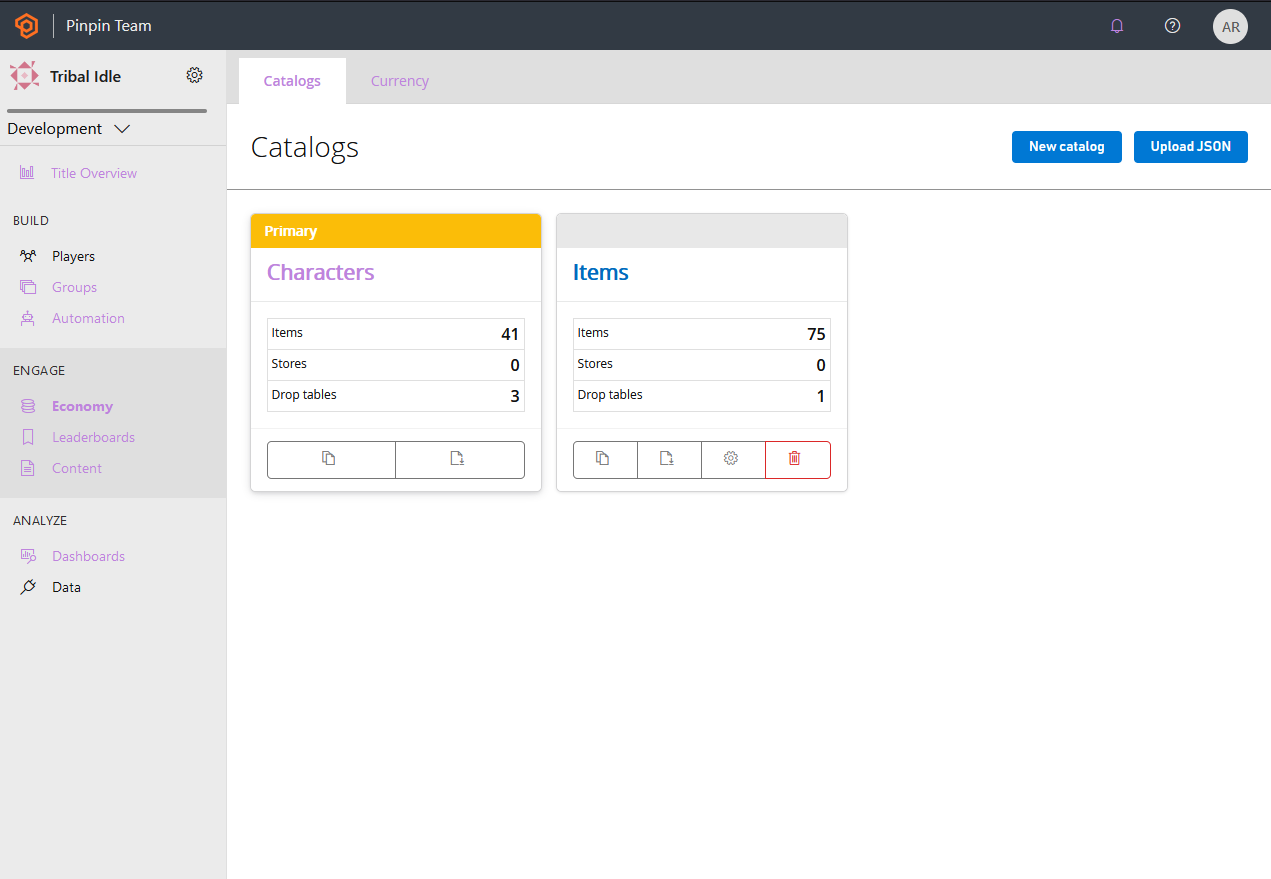 Pinpin Team
AR
Tribal Idle
Development
Title Overview
BUILD
Players
Groups
Automation
ENGAGE
Economy
Leaderboards
Content
ANALYZE
Dashboards
Data
Catalogs
Currency
Catalogs
New catalog
Upload JSON
Primary
Characters
Items 41
Stores 0
Drop tables 3
Items
Items 75
Stores 0
Drop tables 1